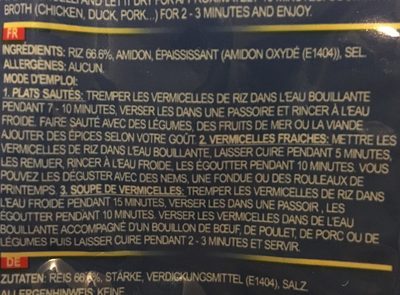 BROTH (CHICKEN, DUCK, PORK...) FOR 2 - 3 MINUTES AND ENJOY.
FR
INGRÉDIENTS: RIZ 66.6%, AMIDON, ÉPAISSISSANT (AMIDON OXYDÉ (E1404)), SEL.
ALLERGÈNES: AUCUN.
MODE D'EMPLOI:
1. PLATS SAUTÉS: TREMPER LES VERMICELLES DE RIZ DANS L'EAU BOUILLANTE
PENDANT 7 - 10 MINUTES. VERSER LES DANS UNE PASSOIRE ET RINCER À L'EAU
FROIDE. FAIRE SAUTÉ AVEC DES LÉGUMES, DES FRUITS DE MER OU LA VIANDE.
AJOUTER DES ÉPICES SELON VOTRE GOÛT. 2. VERMICELLES FRAICHES: METTRE LES
VERMICELLES DE RIZ DANS L'EAU BOUILLANTE, LAISSER CUIRE PENDANT 5 MINUTES,
LES REMUER, RINCER À L'EAU FROIDE, LES ÉGOUTTER PENDANT 10 MINUTES. VOUS
POUVEZ LES DÉGUSTER AVEC DES NEMS, UNE FONDUE OU DES ROULEAUX DE
PRINTEMPS. 3. SOUPE DE VERMICELLES: TREMPER LES VERMICELLES DE RIZ DANS
L'EAU FROIDE PENDANT 15 MINUTES, VERSER LES DANS UNE PASSOIR , LES
ÉGOUTTER PENDANT 10 MINUTES. VERSER LES VERMICELLES DANS DE L'EAU
BOUILLANTE ACCOMPAGNÉ D'UN BOUILLON DE BŒUF, DE POULET, DE PORC OU DE
LÉGUMES PUIS LAISSER CUIRE PENDANT 2 - 3 MINUTES ET SERVIR.
DE
ZUTATEN: REIS 66.6%, STÄRKE, VERDICKUNGSMITTEL (E1404), SALZ.
ALLERGENHINWEIS: KEINE